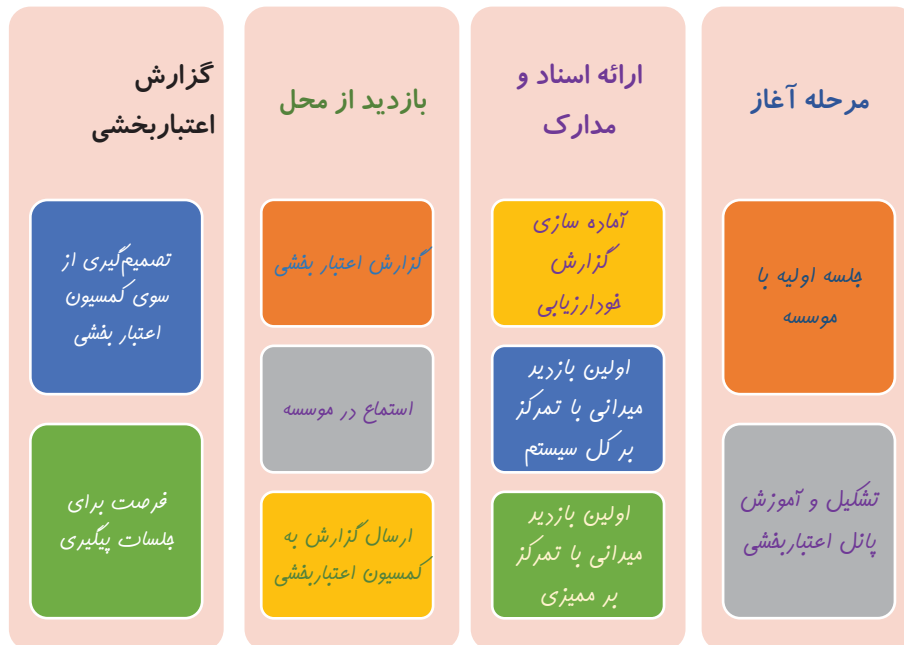 مرحله آغاز
جلسه اولیه با
موسسه
تشکیل و آموزش
پانل اعتباربخشی
ارائه اسناد و
مدارک
آماده سازی
گزارش
خودارزیابی
اولین بازدید
میدانی با تمرکز
بر کل سیستم
اولین بازدید
میدانی با تمرکز
بر ممیزی
بازدید از محل
گزارش اعتبار بخشی
استماع در موسسه
ارسال گزارش به
کمسیون اعتباربخشی
گزارش
اعتباربخشی
تصمیم‌گیری از
سوی کمسیون
اعتبار بخشی
فرصت برای
جلسات پیگیری